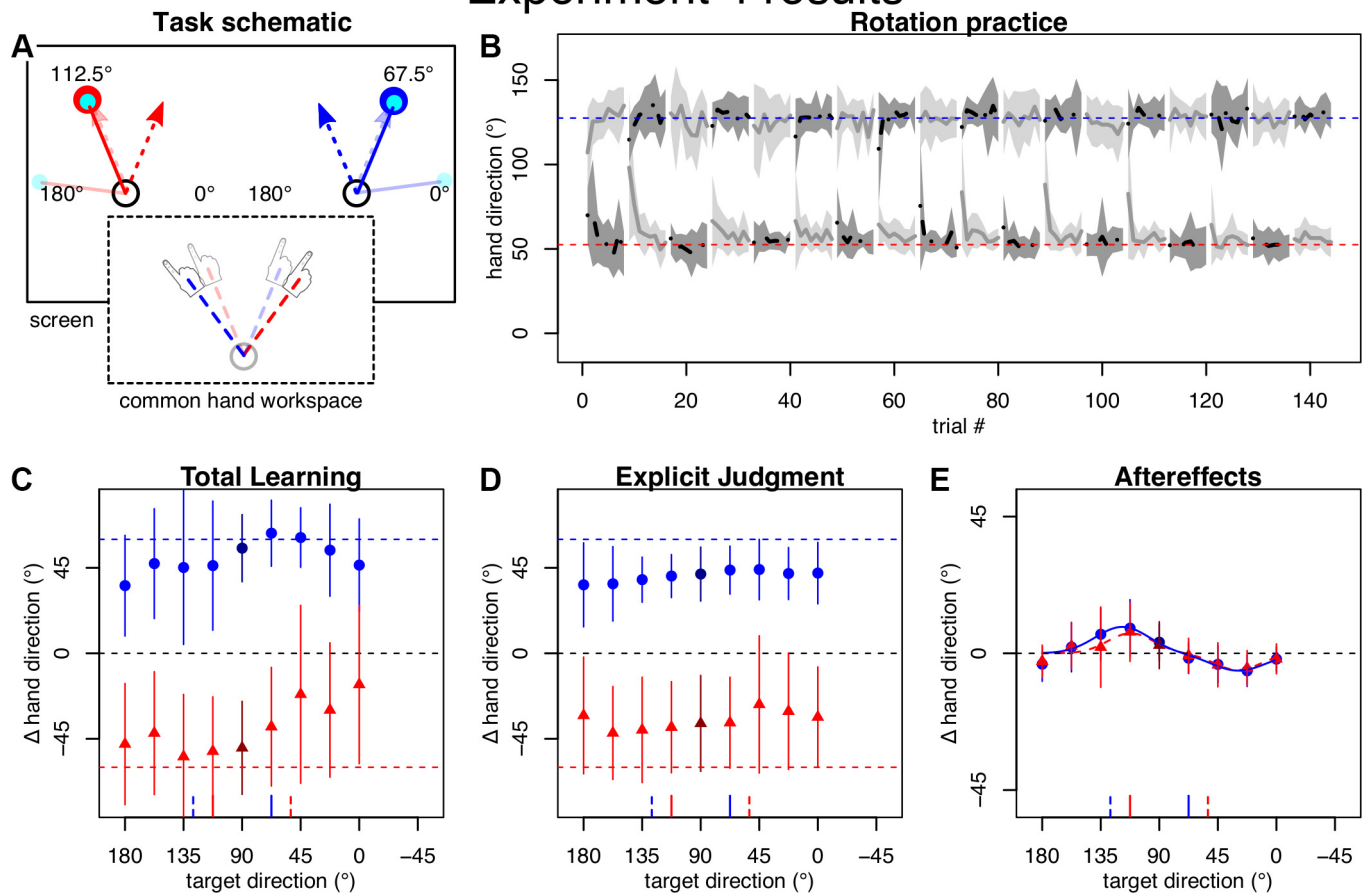 Task schematic
Rotation practice
A
B
112.5°
67.5°
180°
0°
180°
0°
screen
common hand workspace
hand direction (°)
150
100
50
0
0 20 40 60 80 100 120 140
trial #
C
Total Learning
D
Explicit Judgment
E
Aftereffects
Δ hand direction (°)
45
0
−45
180 135 90 45 0 −45
target direction (°)
Δ hand direction (°)
45
0
−45
180 135 90 45 0 −45
target direction (°)
Δ hand direction (°)
45
0
−45
180 135 90 45 0 −45
target direction (°)